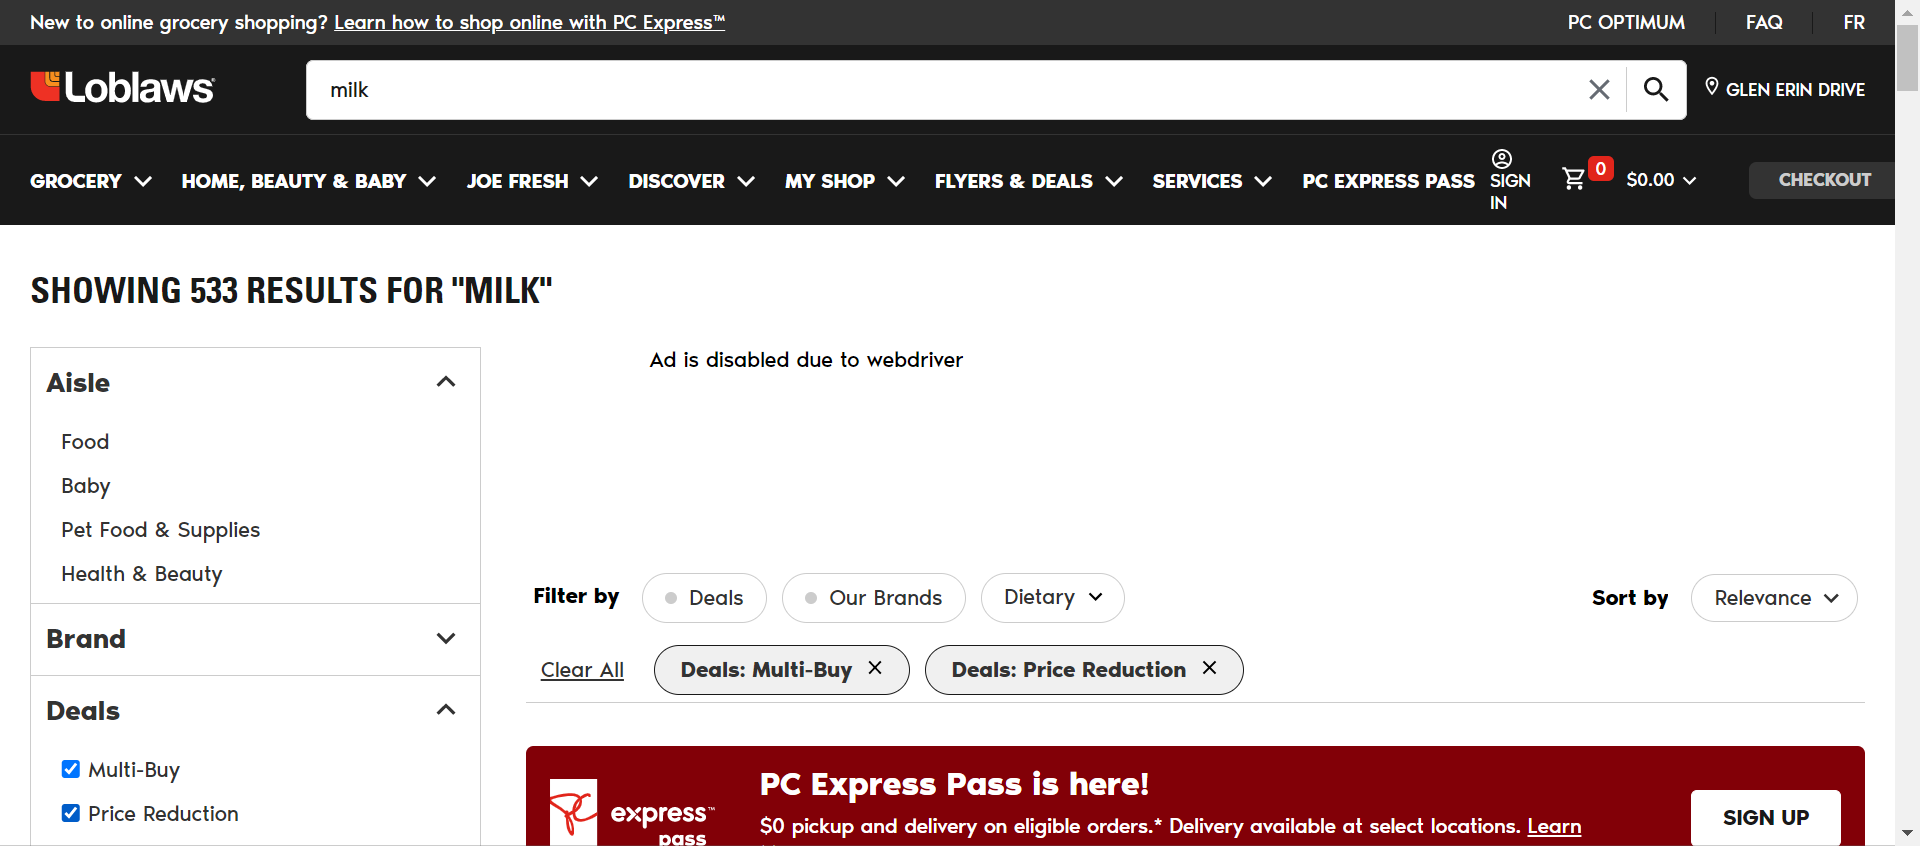 New to online grocery shopping? Learn how to shop online with PC Express™
PC OPTIMUM
FAQ
FR
Loblaws
milk
GLEN ERIN DRIVE
GROCERY
HOME, BEAUTY & BABY
JOE FRESH
DISCOVER
MY SHOP
FLYERS & DEALS
SERVICES
PC EXPRESS PASS
SIGN
IN
0
$0.00
CHECKOUT
SHOWING 533 RESULTS FOR "MILK"
Aisle
Food
Baby
Pet Food & Supplies
Health & Beauty
Brand
Deals
Multi-Buy
Price Reduction
Ad is disabled due to webdriver
Filter by
Deals
Our Brands
Dietary
Sort by
Relevance
Clear All
Deals: Multi-Buy
Deals: Price Reduction
express™
pass
PC Express Pass is here!
$0 pickup and delivery on eligible orders.* Delivery available at select locations. Learn
SIGN UP